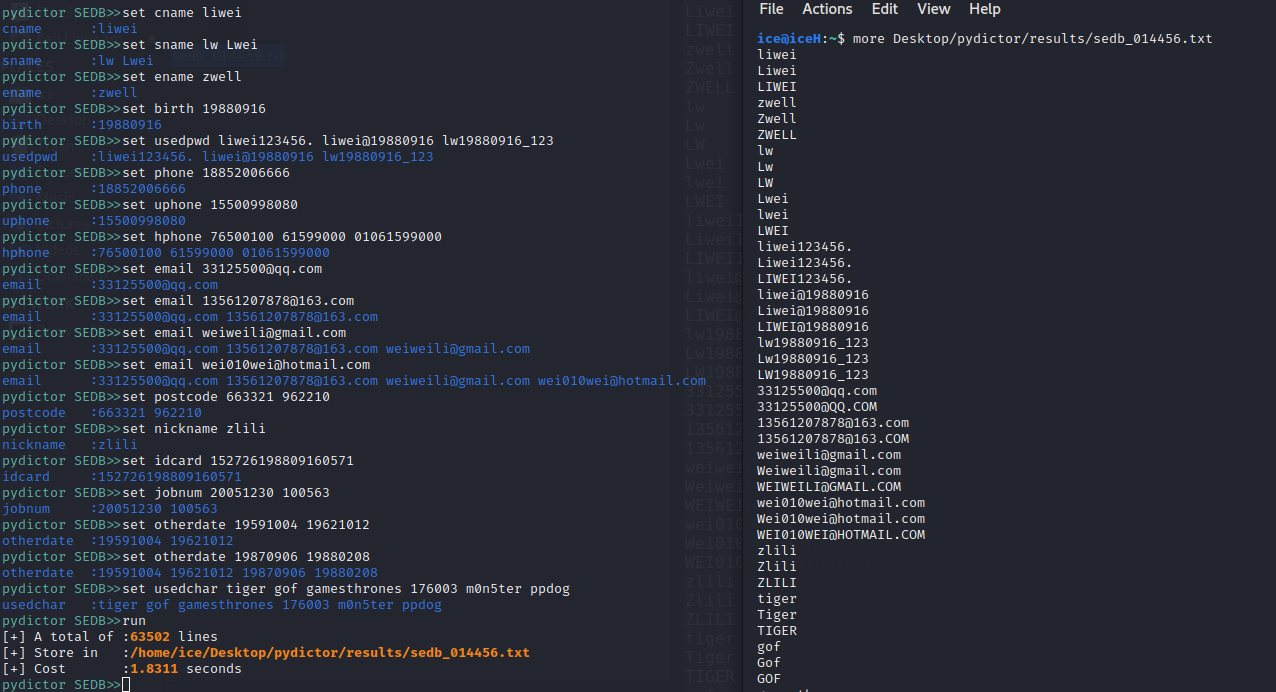 pydictor SEDB>>set cname liwei
cname      :liwei
pydictor SEDB>>set sname lw Lwei
sname      :lw Lwei
pydictor SEDB>>set ename zwell
ename      :zwell
pydictor SEDB>>set birth 19880916
birth      :19880916
pydictor SEDB>>set usedpwd liwei123456. liwei@19880916 lw19880916_123
usedpwd    :liwei123456. liwei@19880916 lw19880916_123
pydictor SEDB>>set phone 18852006666
phone      :18852006666
pydictor SEDB>>set uphone 15500998080
uphone     :15500998080
pydictor SEDB>>set hphone 76500100 61599000 01061599000
hphone     :76500100 61599000 01061599000
pydictor SEDB>>set email 33125500@qq.com
email      :33125500@qq.com
pydictor SEDB>>set email 13561207878@163.com
email      :33125500@qq.com 13561207878@163.com
pydictor SEDB>>set email weiweili@gmail.com
email      :33125500@qq.com 13561207878@163.com weiweili@gmail.com
pydictor SEDB>>set email wei010wei@hotmail.com
email      :33125500@qq.com 13561207878@163.com weiweili@gmail.com wei010wei@hotmail.com
pydictor SEDB>>set postcode 663321 962210
postcode   :663321 962210
pydictor SEDB>>set nickname zlili
nickname   :zlili
pydictor SEDB>>set idcard 152726198809160571
idcard     :152726198809160571
pydictor SEDB>>set jobnum 20051230 100563
jobnum     :20051230 100563
pydictor SEDB>>set otherdate 19591004 19621012
otherdate  :19591004 19621012
pydictor SEDB>>set otherdate 19870906 19880208
otherdate  :19591004 19621012 19870906 19880208
pydictor SEDB>>set usedchar tiger gof gamesthrones 176003 m0n5ter ppdog
usedchar   :tiger gof gamesthrones 176003 m0n5ter ppdog
pydictor SEDB>>run
[+] A total of :63502 lines
[+] Store in   :/home/ice/Desktop/pydictor/results/sedb_014456.txt
[+] Cost       :1.8311 seconds
pydictor SEDB>>
File Actions Edit View Help
ice@iceH:~$ more Desktop/pydictor/results/sedb_014456.txt
liwei
Liwei
LIWEI
zwell
Zwell
ZWELL
lw
Lw
LW
Lwei
lwei
LWEI
liwei123456.
Liwei123456.
LIWEI123456.
liwei@19880916
Liwei@19880916
LIWEI@19880916
lw19880916_123
Lw19880916_123
LW19880916_123
33125500@qq.com
33125500@QQ.COM
13561207878@163.com
13561207878@163.COM
weiweili@gmail.com
Weiweili@gmail.com
WEIWEILI@GMAIL.COM
wei010wei@hotmail.com
Wei010wei@hotmail.com
WEI010WEI@HOTMAIL.COM
zlili
Zlili
ZLILI
tiger
Tiger
TIGER
gof
Gof
GOF